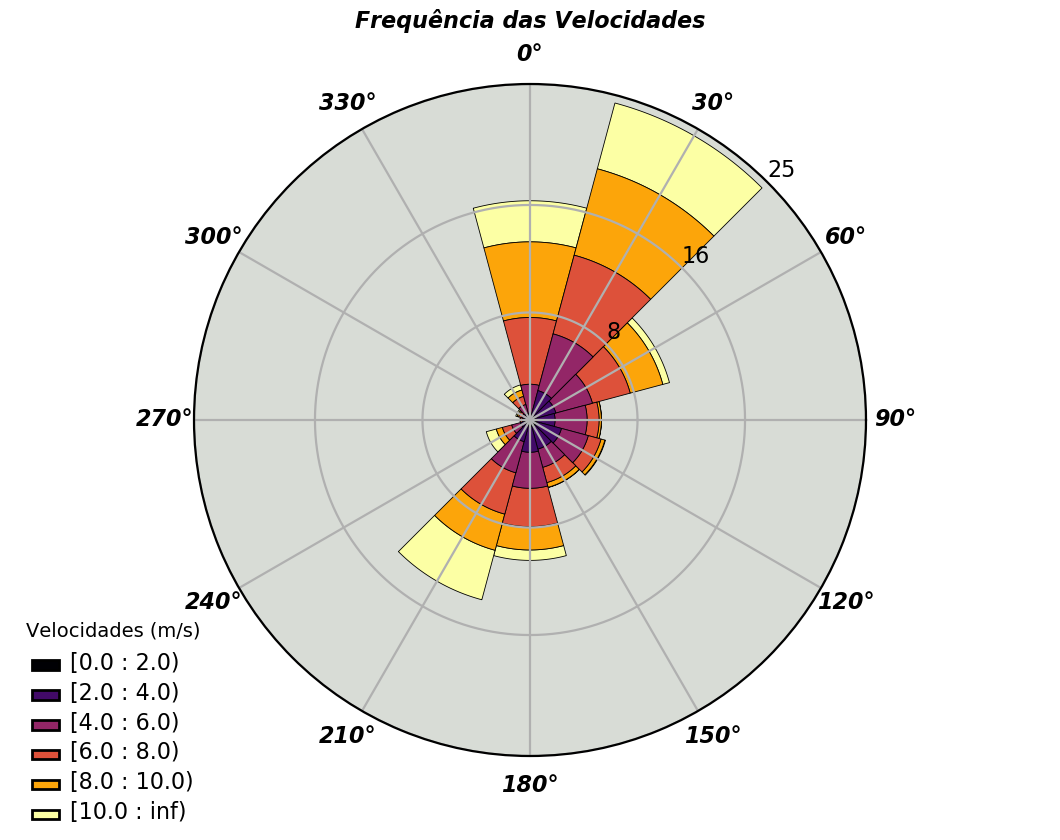 Frequência das Velocidades
0°
330°
30°
25
300°
60°
16
8
270°
90°
240°
120°
Velocidades (m/s)
[0.0 : 2.0)
[2.0 : 4.0)
[4.0 : 6.0)
210°
150°
[6.0 : 8.0)
[8.0 : 10.0)
180°
[10.0 : inf)